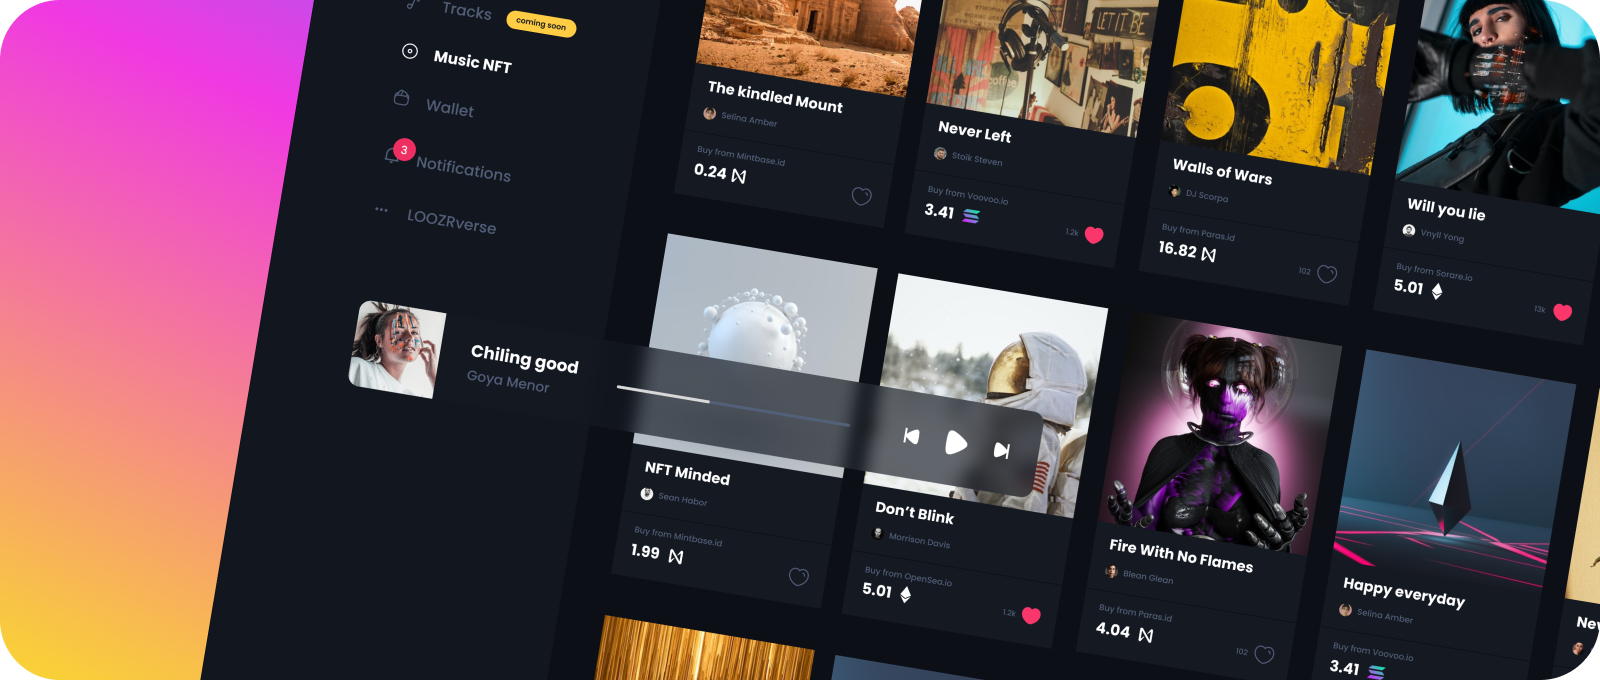 Tracks
coming soon
Music NFT
Wallet
3
Notifications
LOOZRverse
The kindled Mount
Selina Amber
Buy from Mintbase.id
0.24
LET IT BE
coffee
Never Left
Stoik Steven
Buy from Voovoo.io
3.41
1.2k
Walls of Wars
DJ Scorpa
Buy from Paras.id
16.82
102
Will you lie
Vnyll Yong
Buy from Sorare.io
5.01
13k
Chiling good
Goya Menor
NFT Minded
Sean Habor
Buy from Mintbase.id
1.99
Don't Blink
Morrison Davis
Buy from OpenSea.io
5.01
1.2k
Fire With No Flames
Blean Glean
Buy from Paras.id
4.04
102
Happy everyday
Selina Amber
Buy from Voovoo.io
3.41